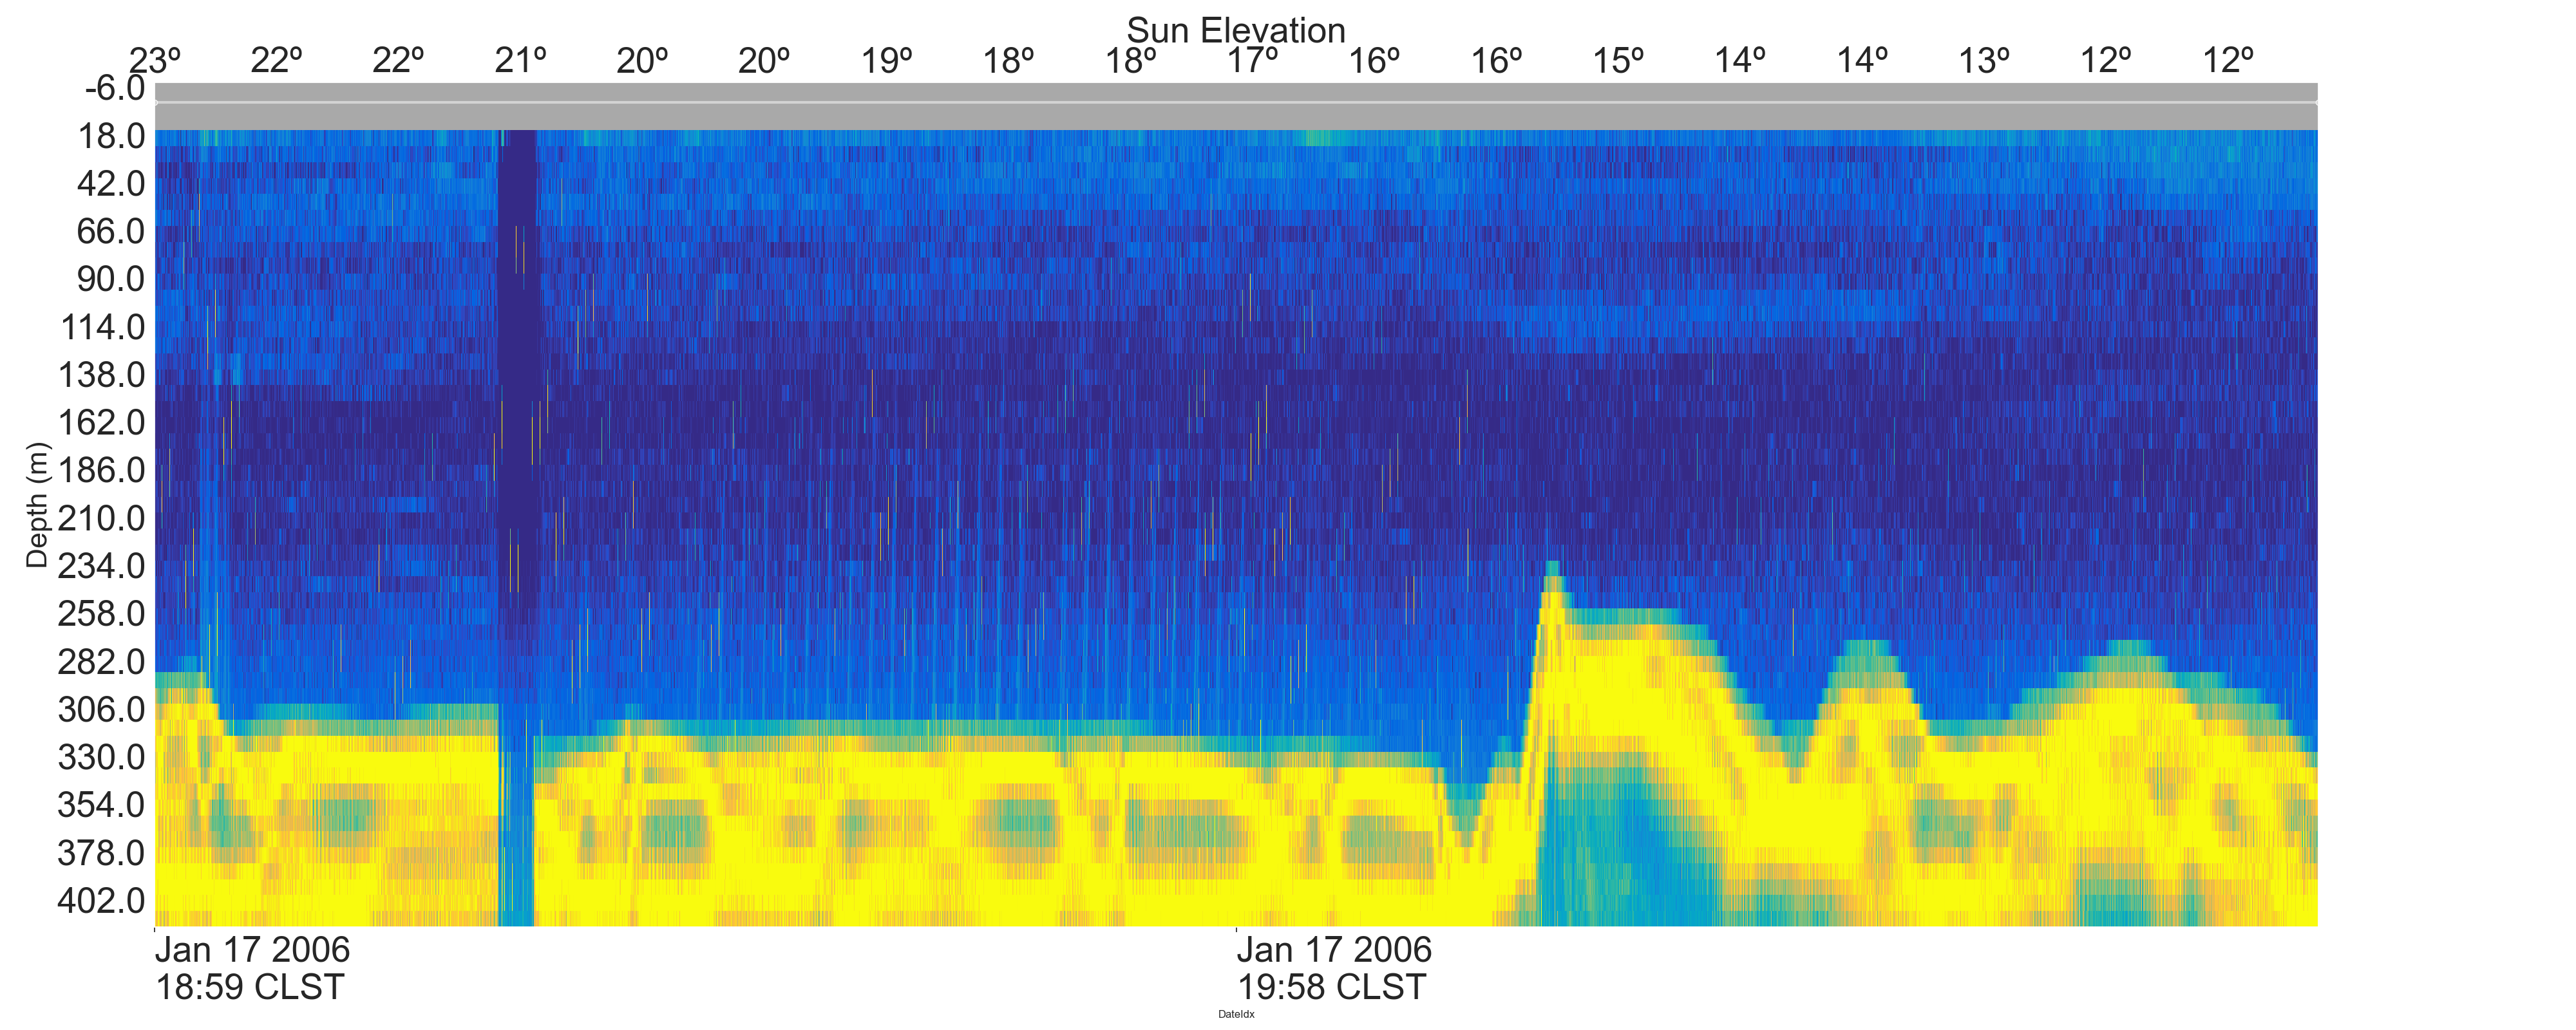 Sun Elevation
23º 22º 22º 21º 20º 20º 19º 18º 18º 17º 16º 16º 15º 14º 14º 13º 12º 12º
-6.0
18.0
42.0
66.0
90.0
114.0
138.0
162.0
186.0
210.0
234.0
258.0
282.0
306.0
330.0
354.0
378.0
402.0
Depth (m)
Jan 17 2006
18:59 CLST
Jan 17 2006
19:58 CLST
DateIdx